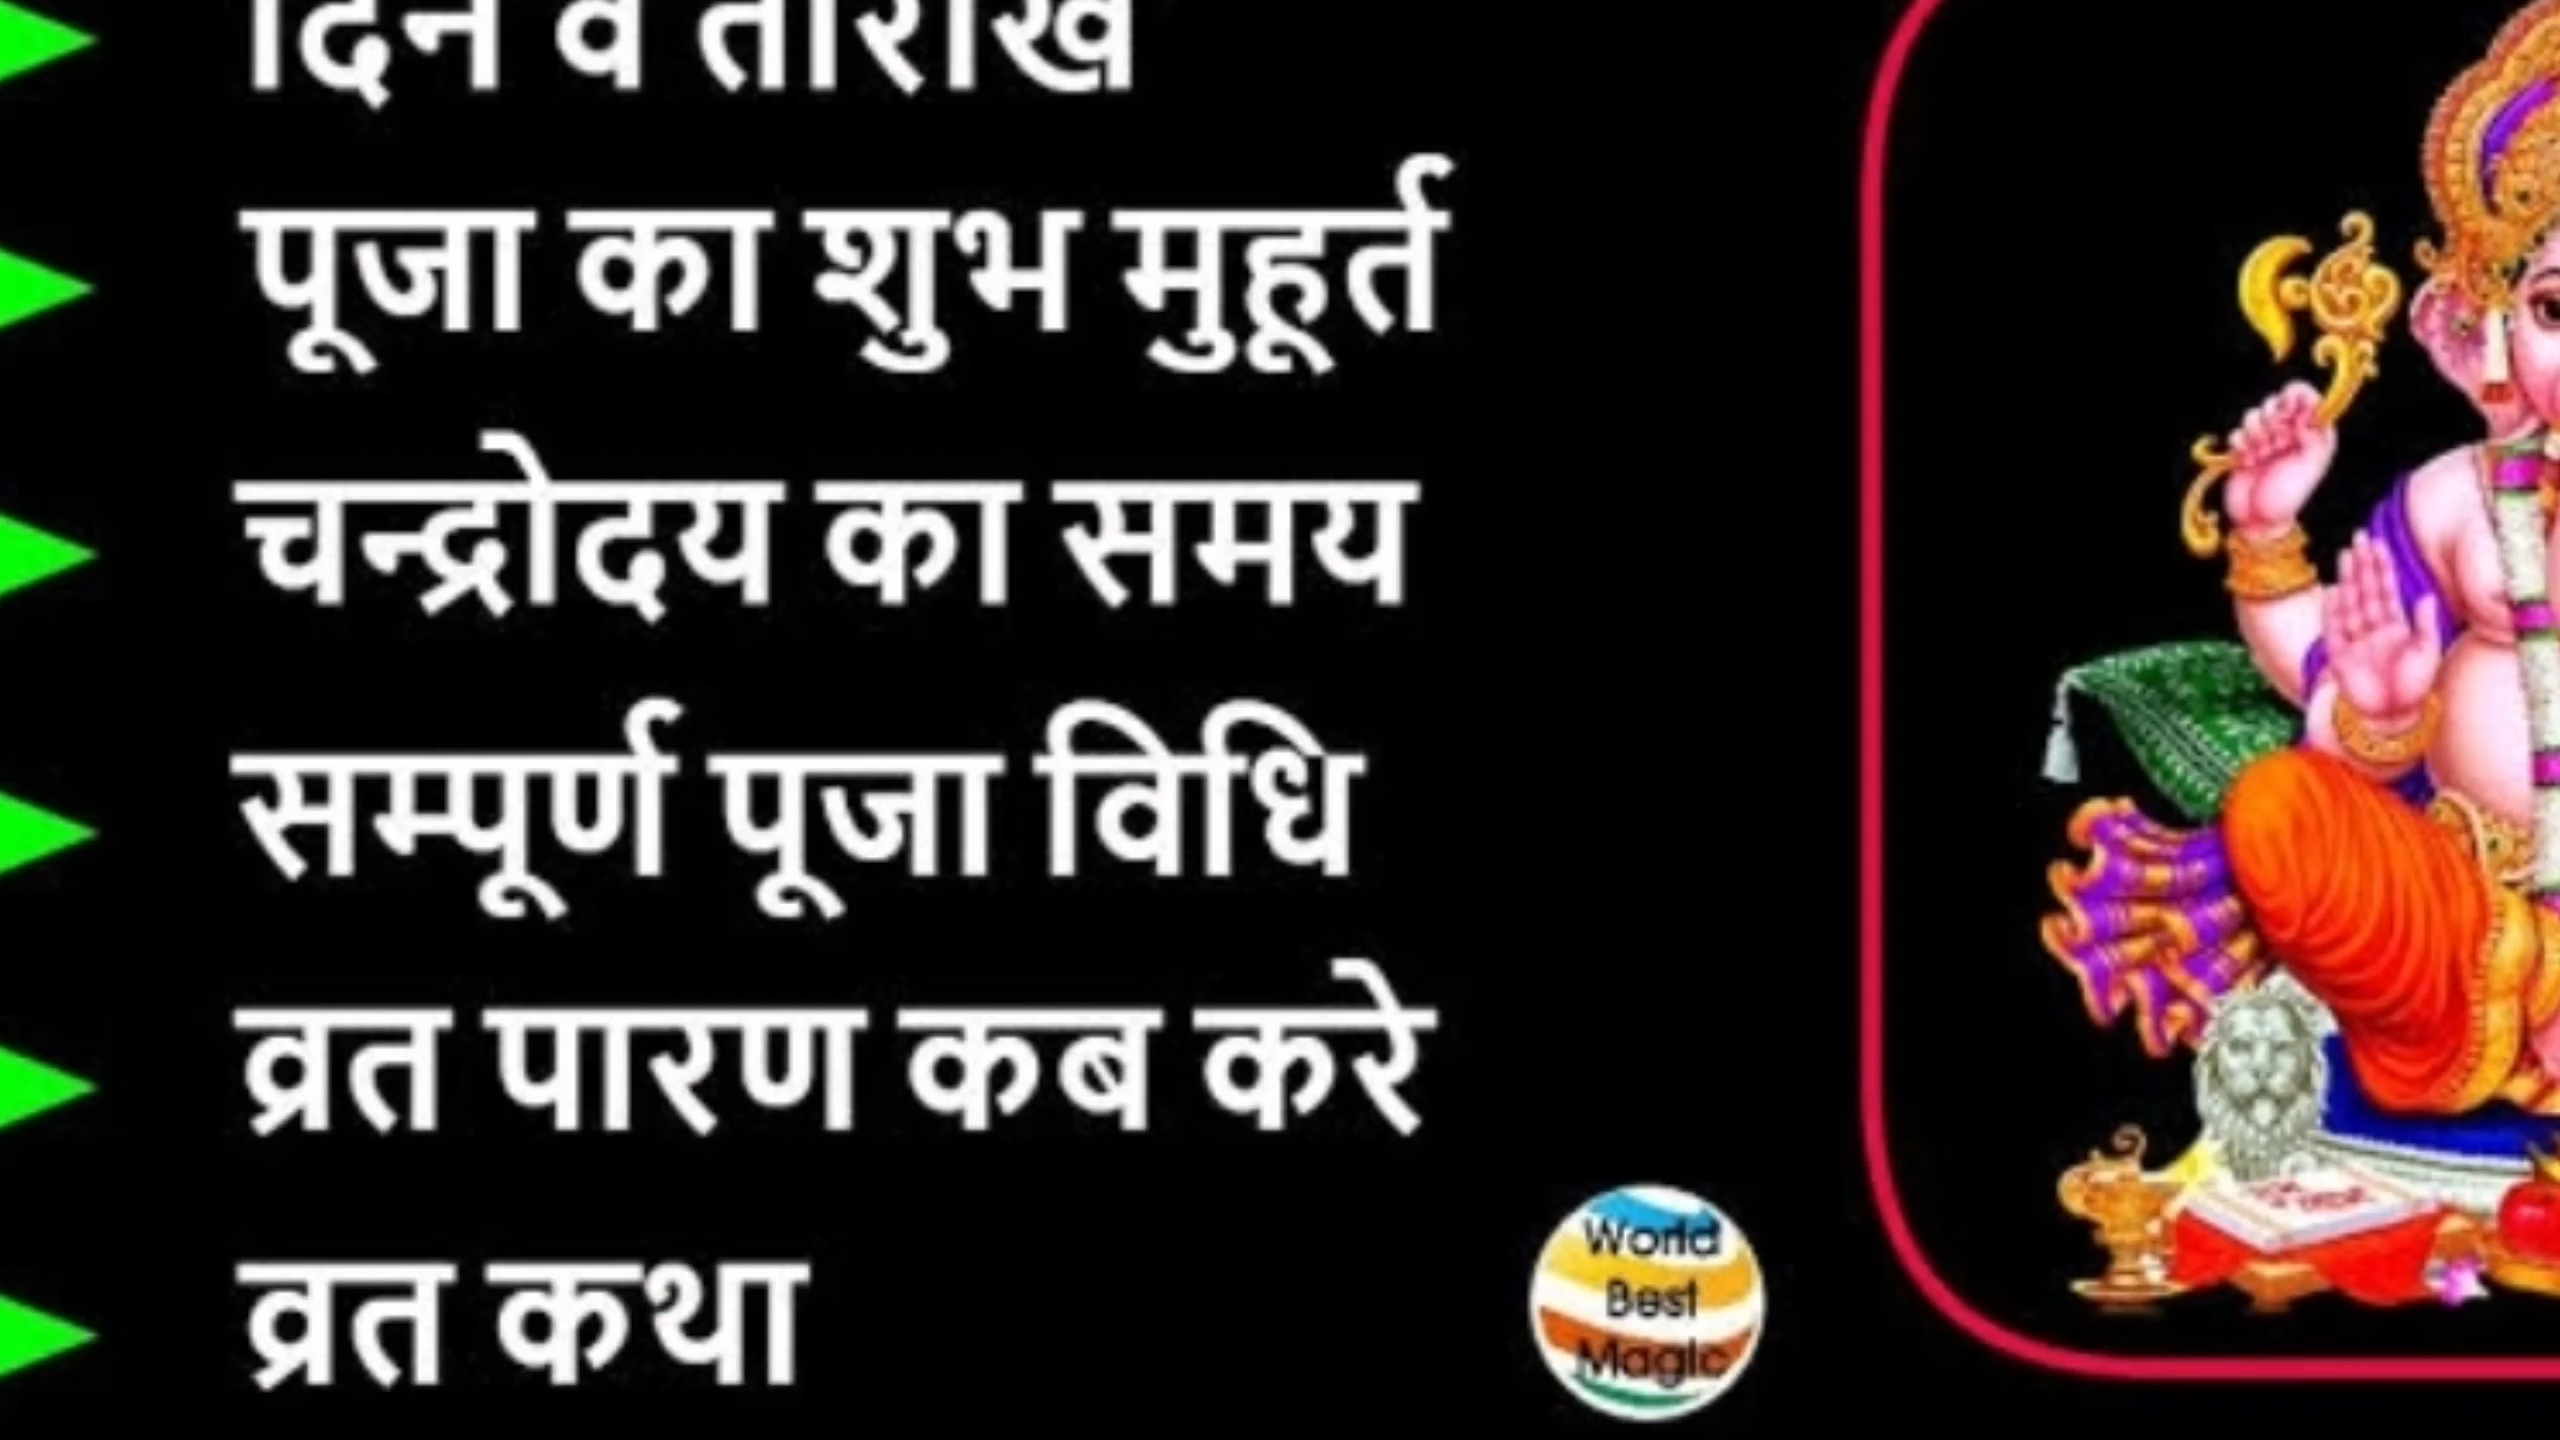 दिन व तारीख
पूजा का शुभ मुहूर्त
चन्द्रोदय का समय
सम्पूर्ण पूजा विधि
व्रत पारण कब करे
व्रत कथा
World
Best
Magic